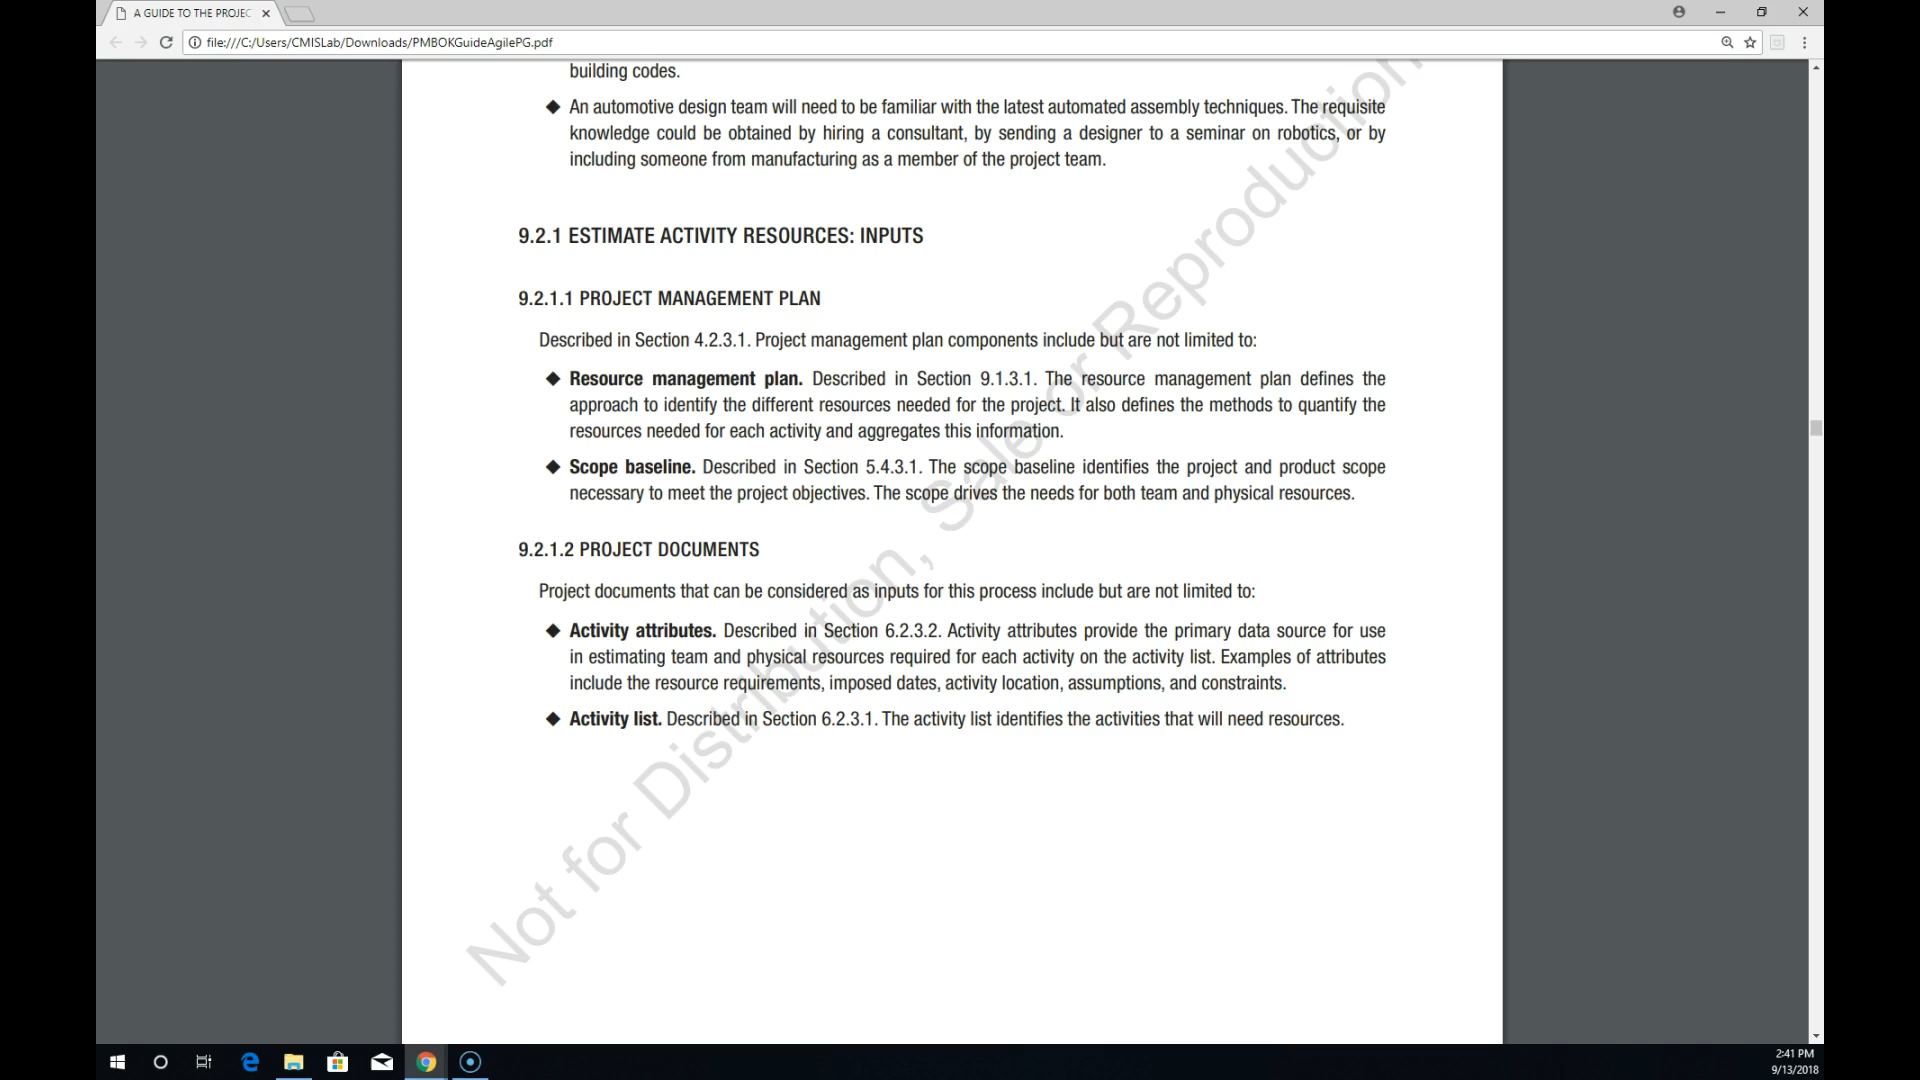 A GUIDE TO THE PROJEC
file:///C:/Users/CMISLab/Downloads/PMBOKGuideAgilePG.pdf
building codes.
◆ An automotive design team will need to be familiar with the latest automated assembly techniques. The requisite
knowledge could be obtained by hiring a consultant, by sending a designer to a seminar on robotics, or by
including someone from manufacturing as a member of the project team.
9.2.1 ESTIMATE ACTIVITY RESOURCES: INPUTS
9.2.1.1 PROJECT MANAGEMENT PLAN
Described in Section 4.2.3.1. Project management plan components include but are not limited to:
◆ Resource management plan. Described in Section 9.1.3.1. The resource management plan defines the
approach to identify the different resources needed for the project. It also defines the methods to quantify the
resources needed for each activity and aggregates this information.
◆ Scope baseline. Described in Section 5.4.3.1. The scope baseline identifies the project and product scope
necessary to meet the project objectives. The scope drives the needs for both team and physical resources.
9.2.1.2 PROJECT DOCUMENTS
Project documents that can be considered as inputs for this process include but are not limited to:
◆ Activity attributes. Described in Section 6.2.3.2. Activity attributes provide the primary data source for use
in estimating team and physical resources required for each activity on the activity list. Examples of attributes
include the resource requirements, imposed dates, activity location, assumptions, and constraints.
◆ Activity list. Described in Section 6.2.3.1. The activity list identifies the activities that will need resources.
Not for Distribution, Sale or Reproduction
2:41 PM
9/13/2018